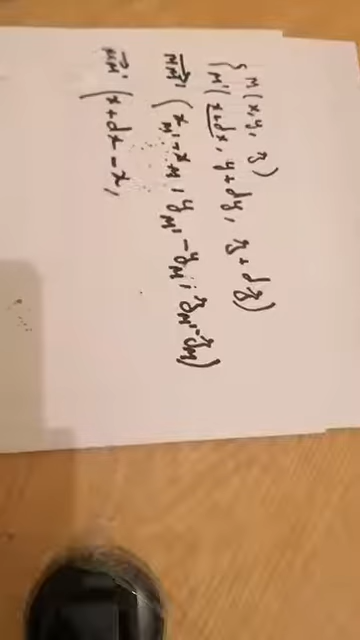 { M(x, y, z)
M'(x+dx, y+dy, z+dz)
MM'→ (x_M' - x_M, y_M' - y_M, z_M' - z_M)
MM'→ (x+dx - x,